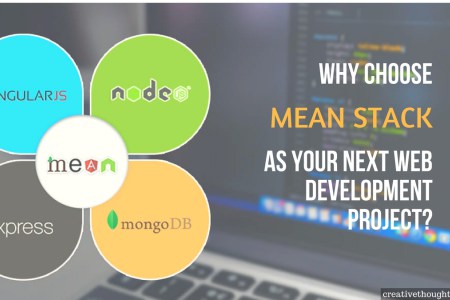 NGULARJS
node
mean
xpress
mongoDB
WHY CHOOSE
MEAN STACK
AS YOUR NEXT WEB
DEVELOPMENT
PROJECT?
creativethought